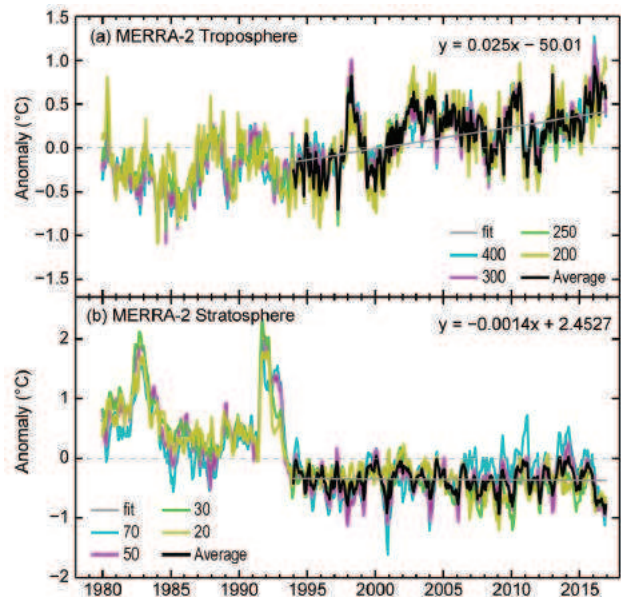 (a) MERRA-2 Troposphere
y = 0.025x − 50.01
1.5
1.0
0.5
0.0
−0.5
−1.0
−1.5
Anomaly (°C)
fit
400
300
250
200
Average
(b) MERRA-2 Stratosphere
y = −0.0014x + 2.4527
2
1
0
−1
−2
Anomaly (°C)
fit
70
50
30
20
Average
1980 1985 1990 1995 2000 2005 2010 2015